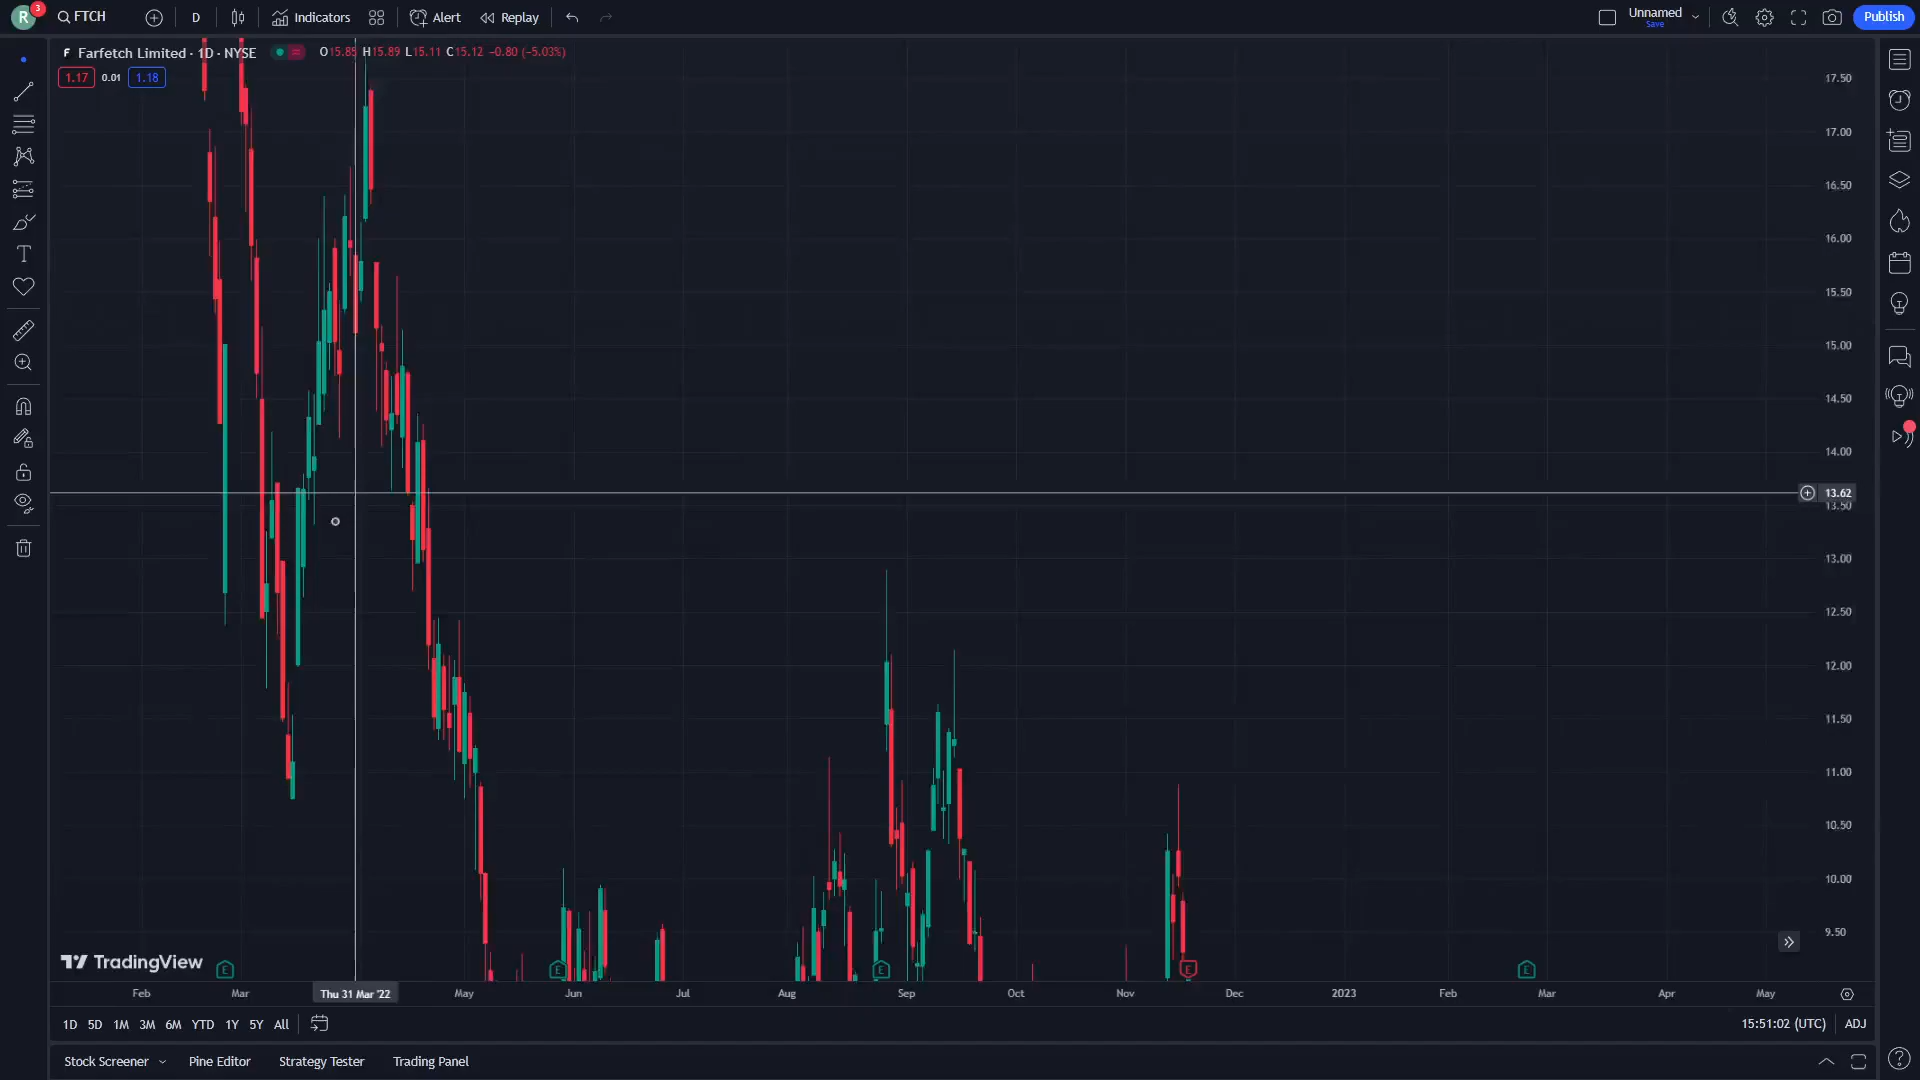 R 3 FTCH D Indicators Alert Replay Unnamed Save Publish
F Farfetch Limited · 1D · NYSE O15.85 H15.89 L15.11 C15.12 −0.80 (−5.03%)
1.17 0.01 1.18
17.50
17.00
16.50
16.00
15.50
15.00
14.50
14.00
13.62
13.50
13.00
12.50
12.00
11.50
11.00
10.50
10.00
9.50
TradingView
E E E E E
Feb Mar Thu 31 Mar '22 May Jun Jul Aug Sep Oct Nov Dec 2023 Feb Mar Apr May
1D 5D 1M 3M 6M YTD 1Y 5Y All 15:51:02 (UTC) ADJ
Stock Screener Pine Editor Strategy Tester Trading Panel